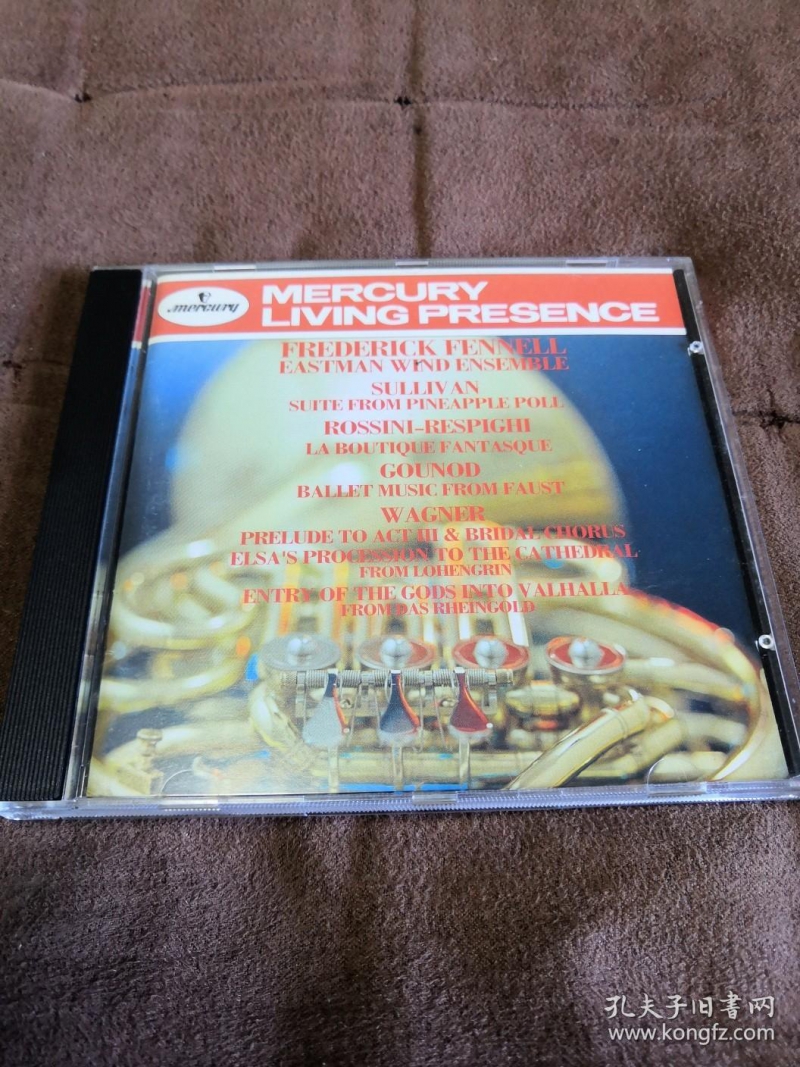 mercury
MERCURY
LIVING PRESENCE
FREDERICK FENNELL
EASTMAN WIND ENSEMBLE
SULLIVAN
SUITE FROM PINEAPPLE POLL
ROSSINI-RESPIGHI
LA BOUTIQUE FANTASQUE
GOUNOD
BALLET MUSIC FROM FAUST
WAGNER
PRELUDE TO ACT III & BRIDAL CHORUS
ELSA'S PROCESSION TO THE CATHEDRAL
FROM LOHENGRIN
ENTRY OF THE GODS INTO VALHALLA
FROM DAS RHEINGOLD
孔夫子旧书网
www.kongfz.com